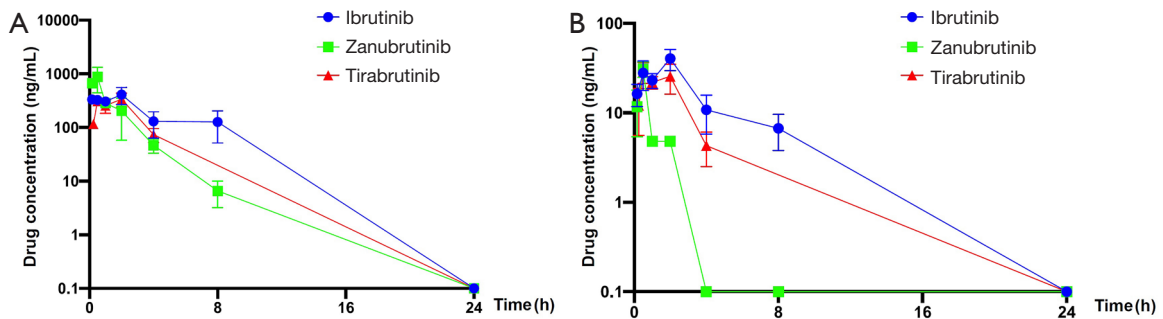 A
Drug concentration (ng/mL)
10000
1000
100
10
1
0.1
0
8
16
24
Time (h)
Ibrutinib
Zanubrutinib
Tirabrutinib
B
Drug concentration (ng/mL)
100
10
1
0.1
0
8
16
24
Time (h)
Ibrutinib
Zanubrutinib
Tirabrutinib